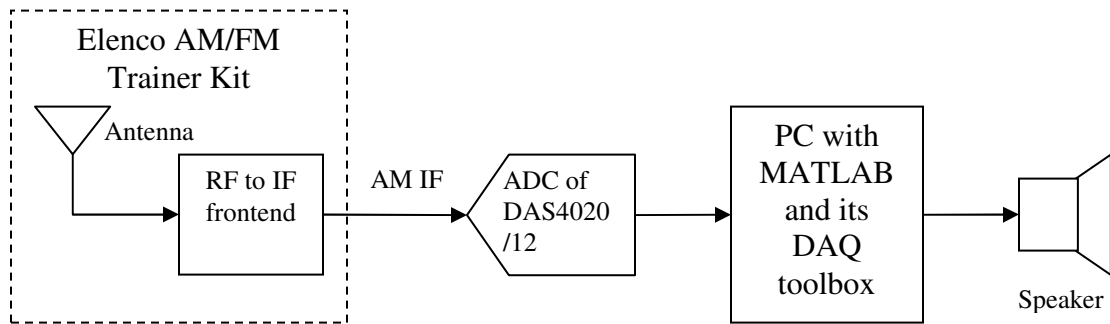 Elenco AM/FM
Trainer Kit
Antenna
RF to IF
frontend
AM IF
ADC of
DAS4020
/12
PC with
MATLAB
and its
DAQ
toolbox
Speaker